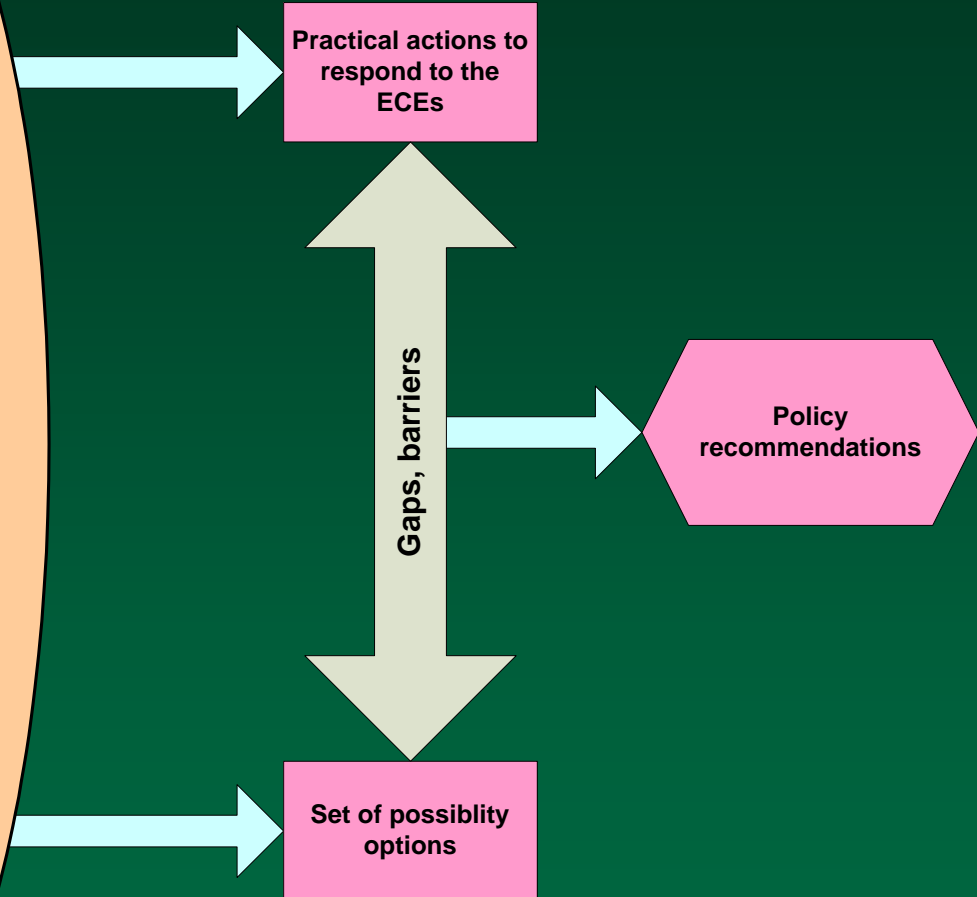 Practical actions to
respond to the
ECEs
Gaps, barriers
Policy
recommendations
Set of possiblity
options